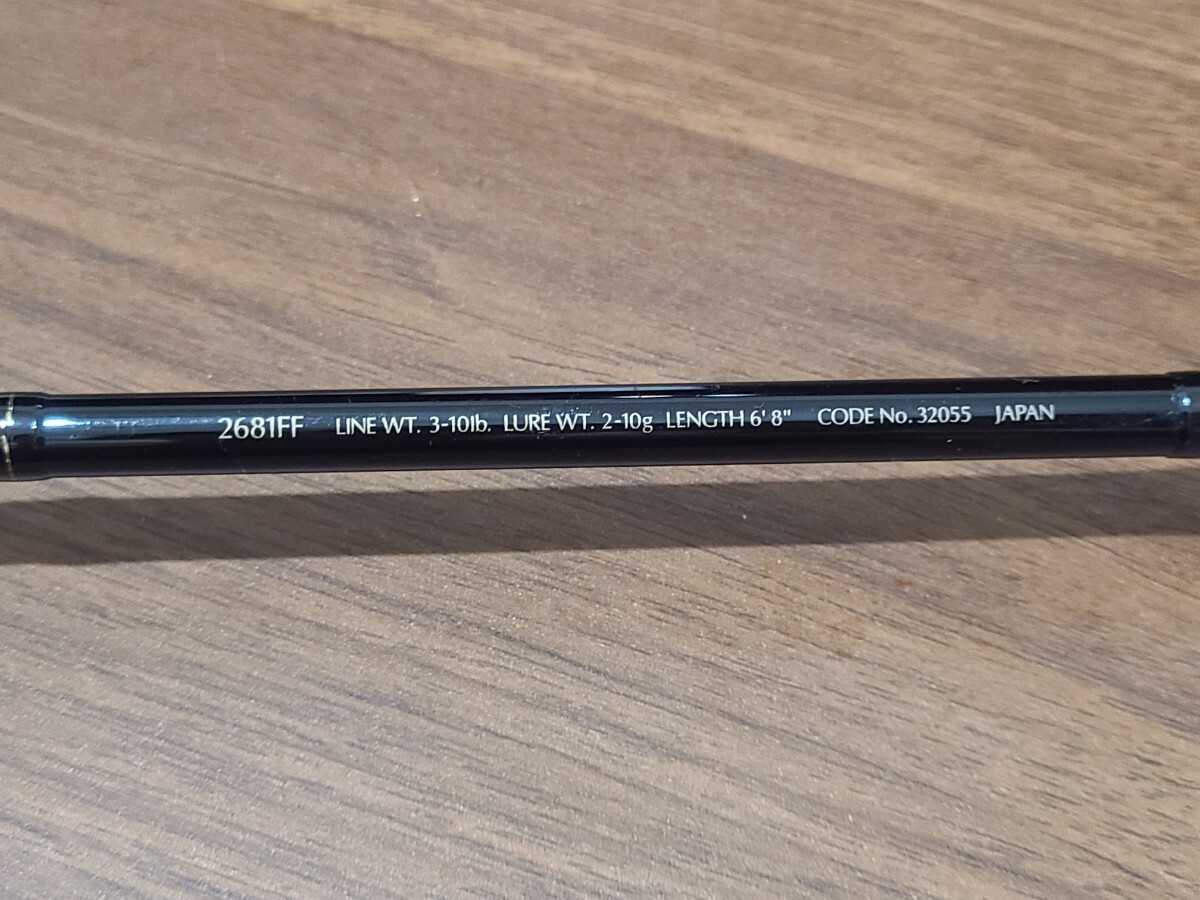 2681FF LINE WT. 3-10lb. LURE WT. 2-10g LENGTH 6' 8" CODE No. 32055 JAPAN